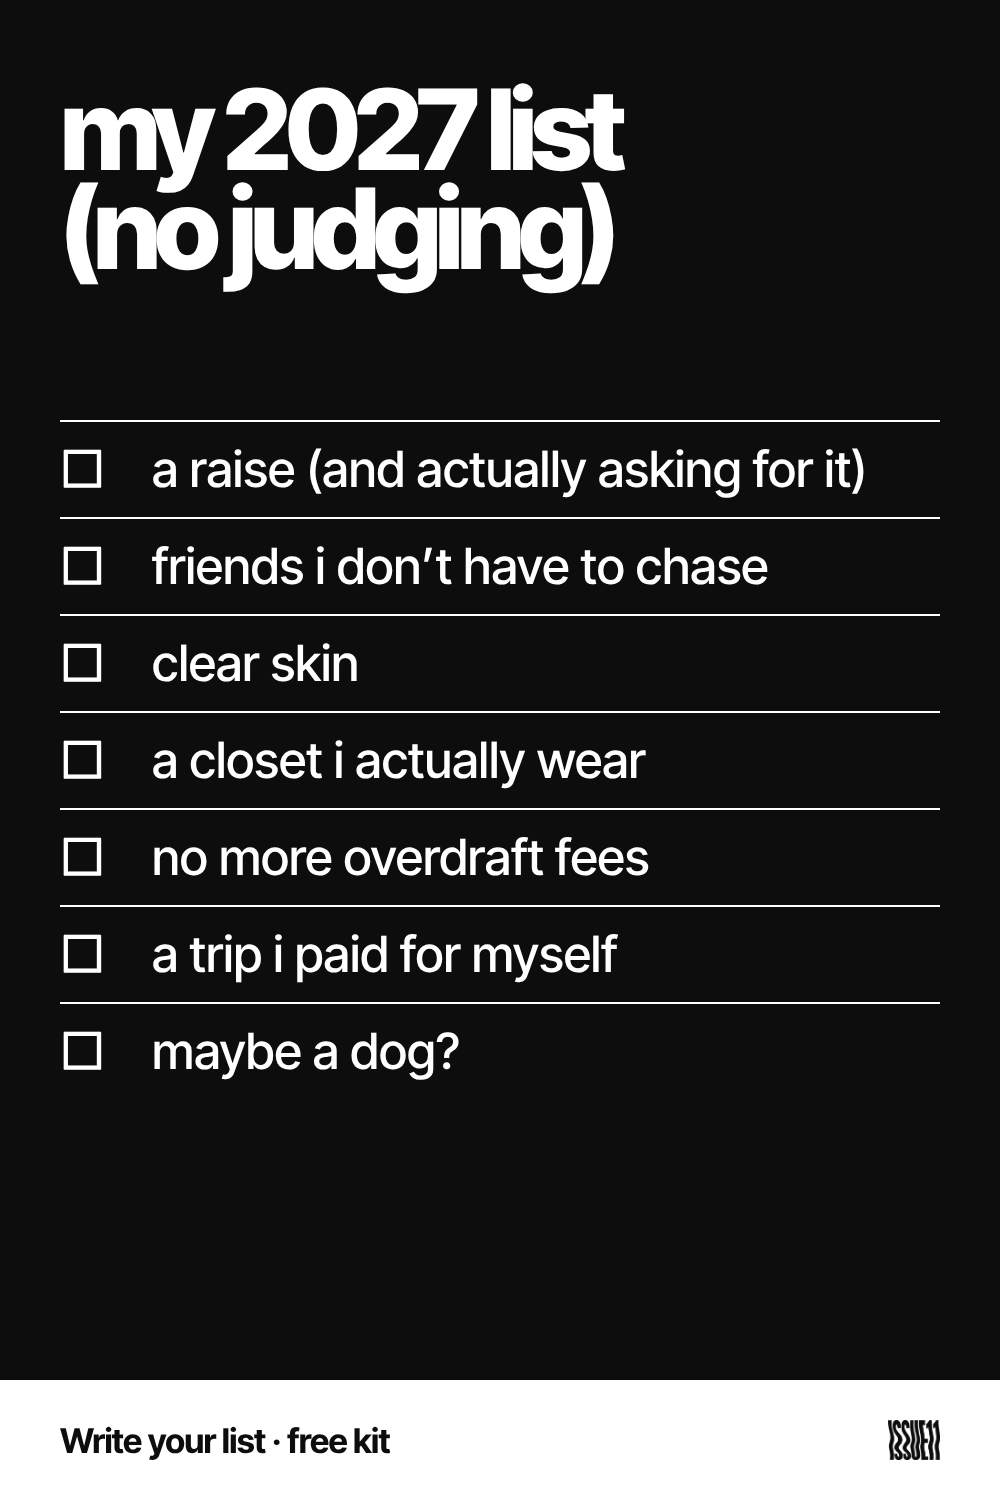 my 2027 list
(no judging)
a raise (and actually asking for it)
friends i don’t have to chase
clear skin
a closet i actually wear
no more overdraft fees
a trip i paid for myself
maybe a dog?
Write your list · free kit
ISSUE11